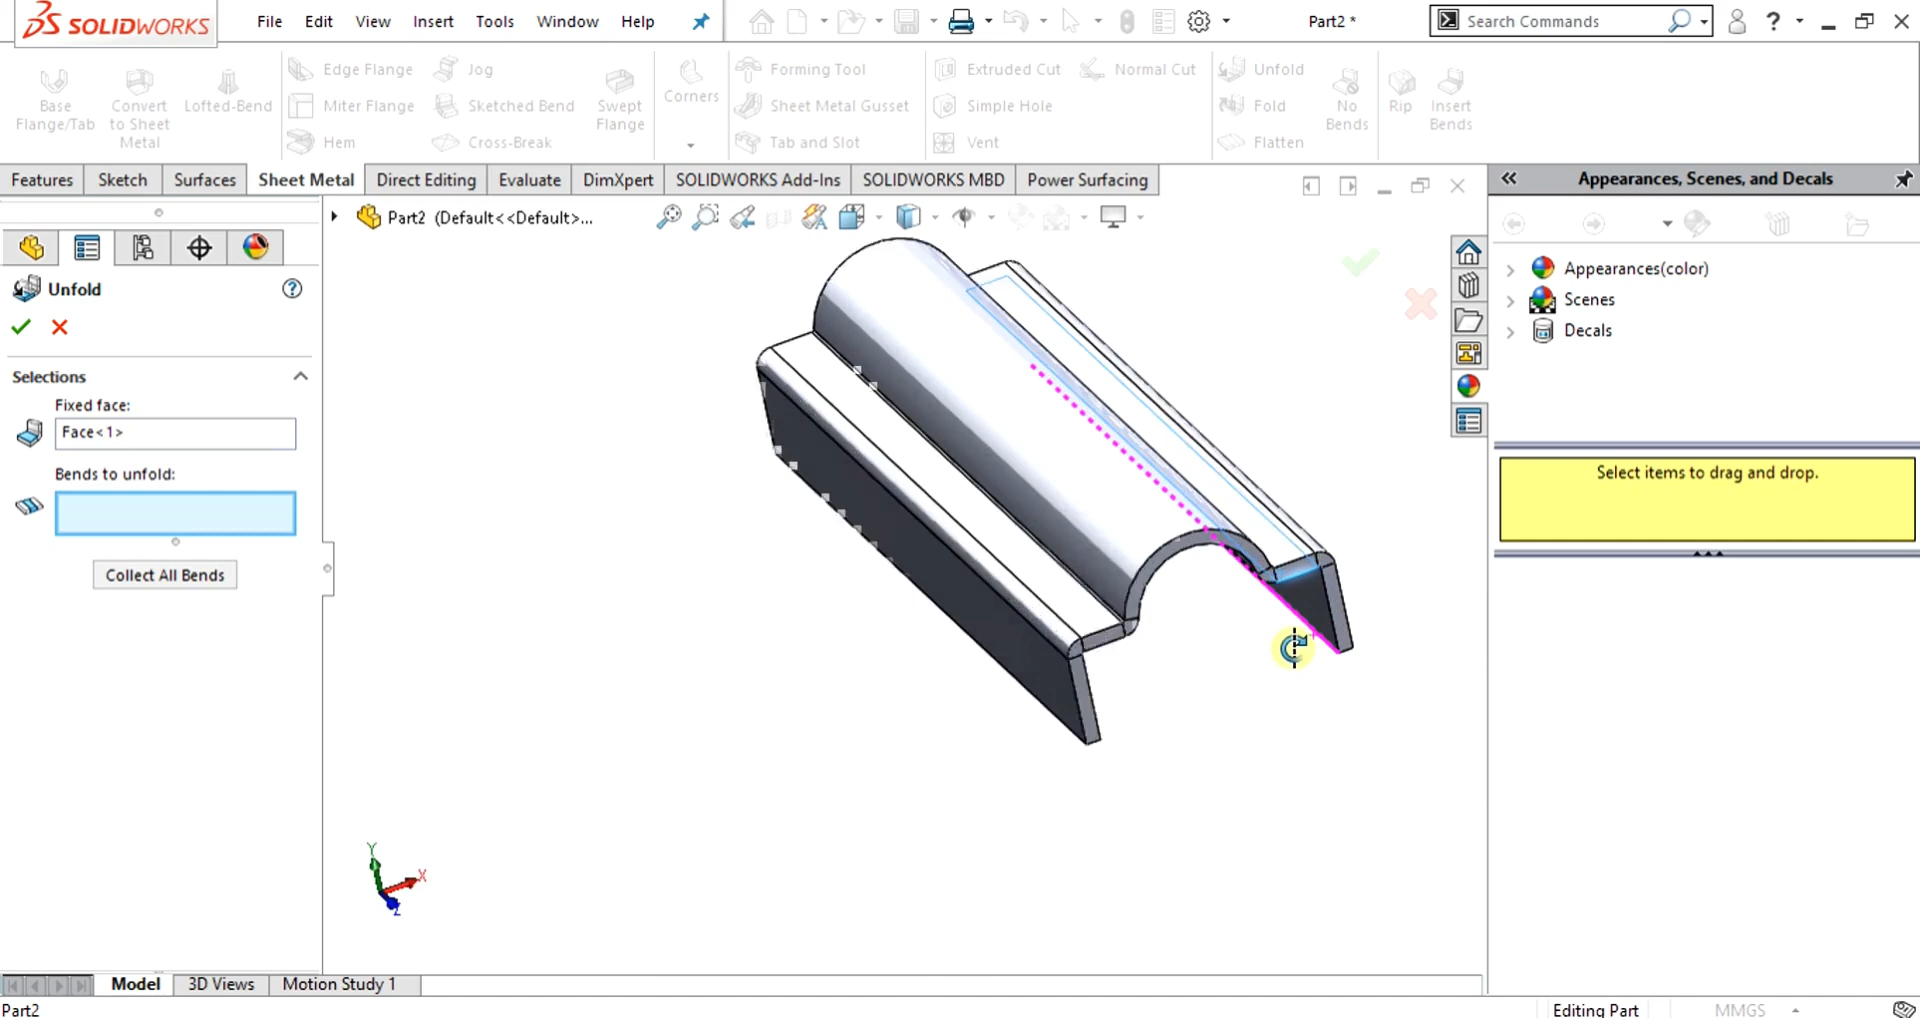 SOLIDWORKS File Edit View Insert Tools Window Help Part2 * Search Commands ?
Base Flange/Tab
Convert to Sheet Metal
Lofted-Bend
Edge Flange
Miter Flange
Hem
Jog
Sketched Bend
Cross-Break
Swept Flange
Corners
Forming Tool
Sheet Metal Gusset
Tab and Slot
Extruded Cut
Simple Hole
Vent
Normal Cut
Unfold
Fold
Flatten
No Bends
Rip
Insert Bends
Features Sketch Surfaces Sheet Metal Direct Editing Evaluate DimXpert SOLIDWORKS Add-Ins SOLIDWORKS MBD Power Surfacing
Part2 (Default<<Default>...
Unfold
?
Selections
Fixed face:
Face<1>
Bends to unfold:
Collect All Bends
Y
X
Z
Appearances, Scenes, and Decals
Appearances(color)
Scenes
Decals
Select items to drag and drop.
Model 3D Views Motion Study 1
Part2 Editing Part MMGS